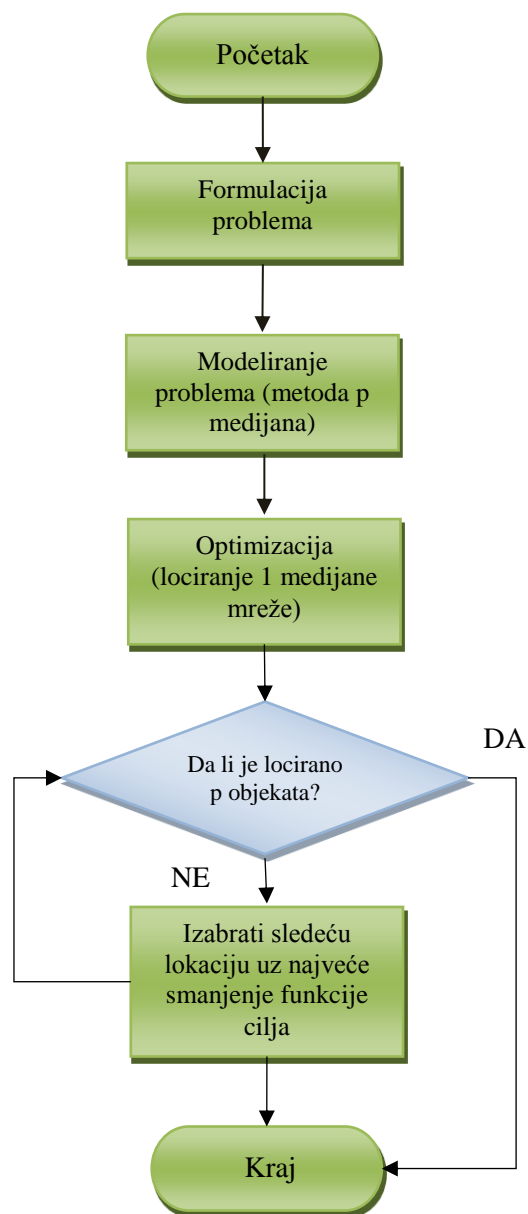 Početak
Formulacija
problema
Modeliranje
problema (metoda p
medijana)
Optimizacija
(lociranje 1 medijane
mreže)
DA
Da li je locirano
p objekata?
NE
Izabrati sledeću
lokaciju uz najveće
smanjenje funkcije
cilja
Kraj